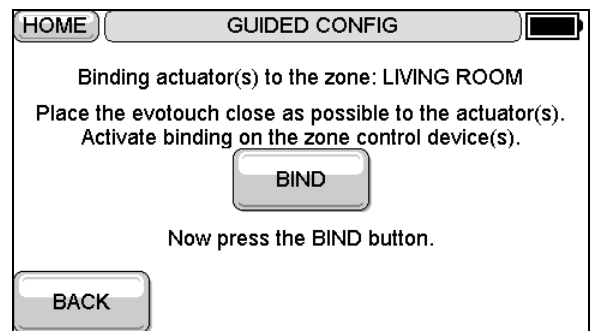 HOME
GUIDED CONFIG
Binding actuator(s) to the zone: LIVING ROOM
Place the evotouch close as possible to the actuator(s).
Activate binding on the zone control device(s).
BIND
Now press the BIND button.
BACK